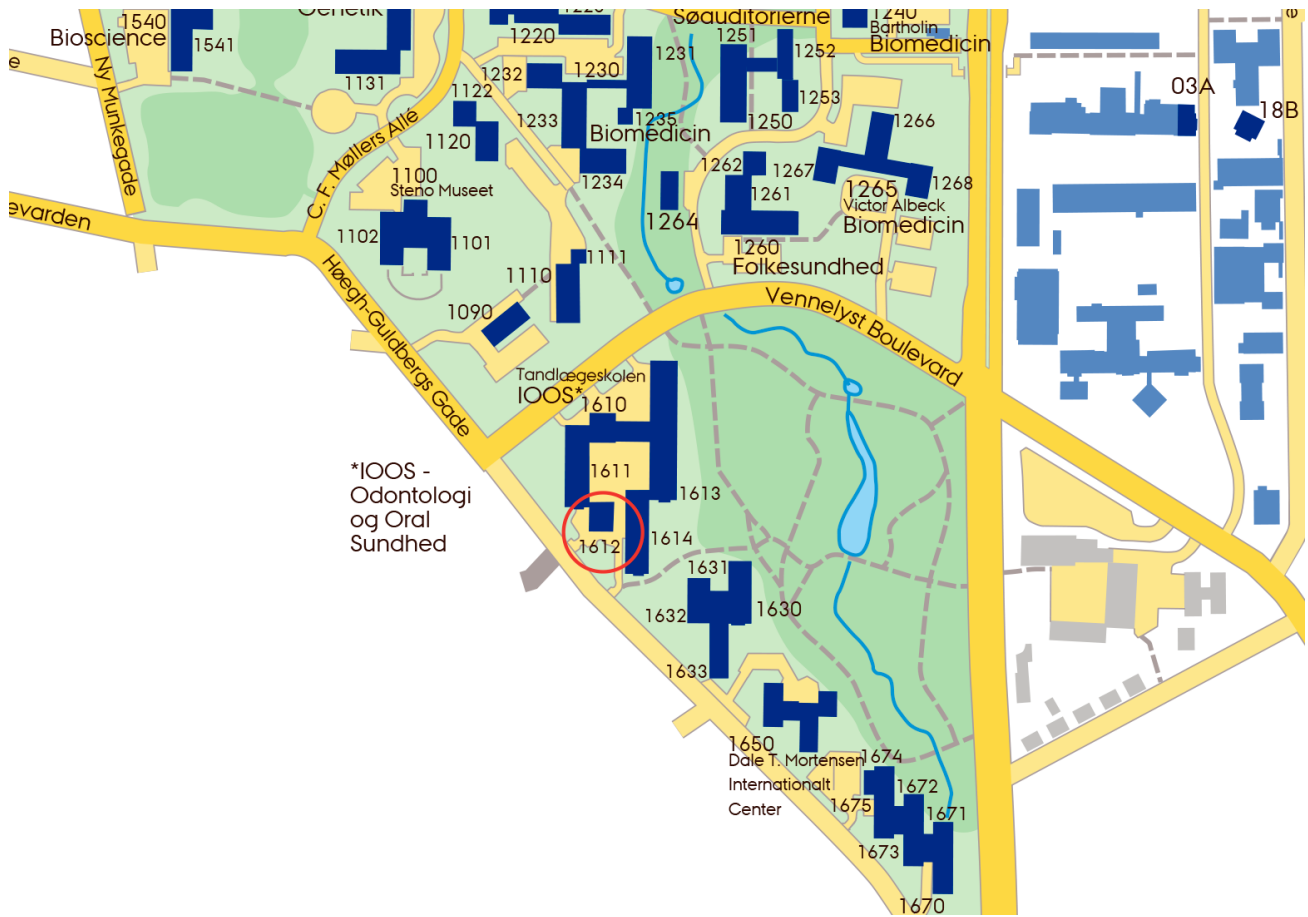 1540
Bioscience
1541
Genetik
1131
Ny Munkegade
C. F. Møllers Allé
1220
1232
1230
1231
1122
1120
1233
1235
Biomedicin
1234
Søauditorierne
1251
1252
1253
1250
1240
Bartholin
Biomedicin
1266
1262
1267
1261
1268
1265
Victor Albeck
Biomedicin
1264
1260
Folkesundhed
03A
18B
1100
Steno Museet
1102
1101
1111
1110
1090
evarden
Høegh-Guldbergs Gade
Vennelyst Boulevard
Tandlægeskolen
IOOS*
1610
1611
1613
1612
1614
*IOOS -
Odontologi
og Oral
Sundhed
1631
1632
1630
1633
1650
Dale T. Mortensen
Internationalt
Center
1674
1672
1675
1671
1673
1670